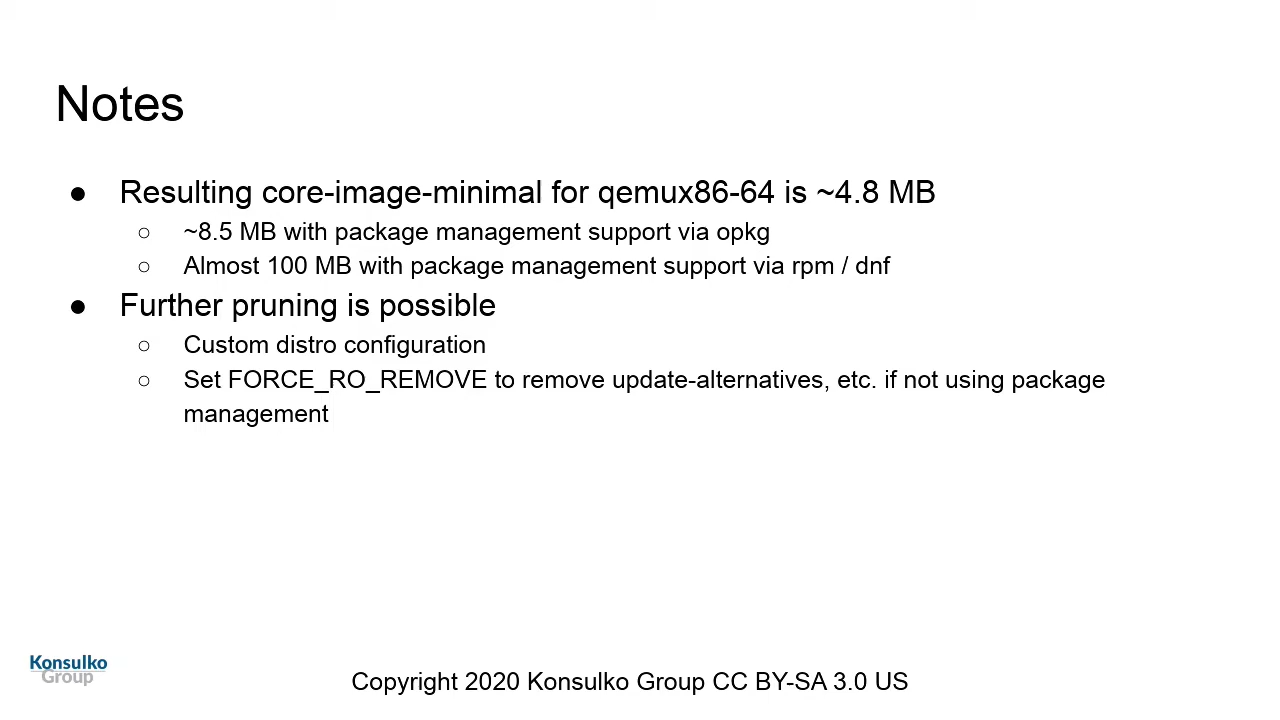 Notes
● Resulting core-image-minimal for qemux86-64 is ~4.8 MB
○ ~8.5 MB with package management support via opkg
○ Almost 100 MB with package management support via rpm / dnf
● Further pruning is possible
○ Custom distro configuration
○ Set FORCE_RO_REMOVE to remove update-alternatives, etc. if not using package
management
Konsulko
Group
Copyright 2020 Konsulko Group CC BY-SA 3.0 US